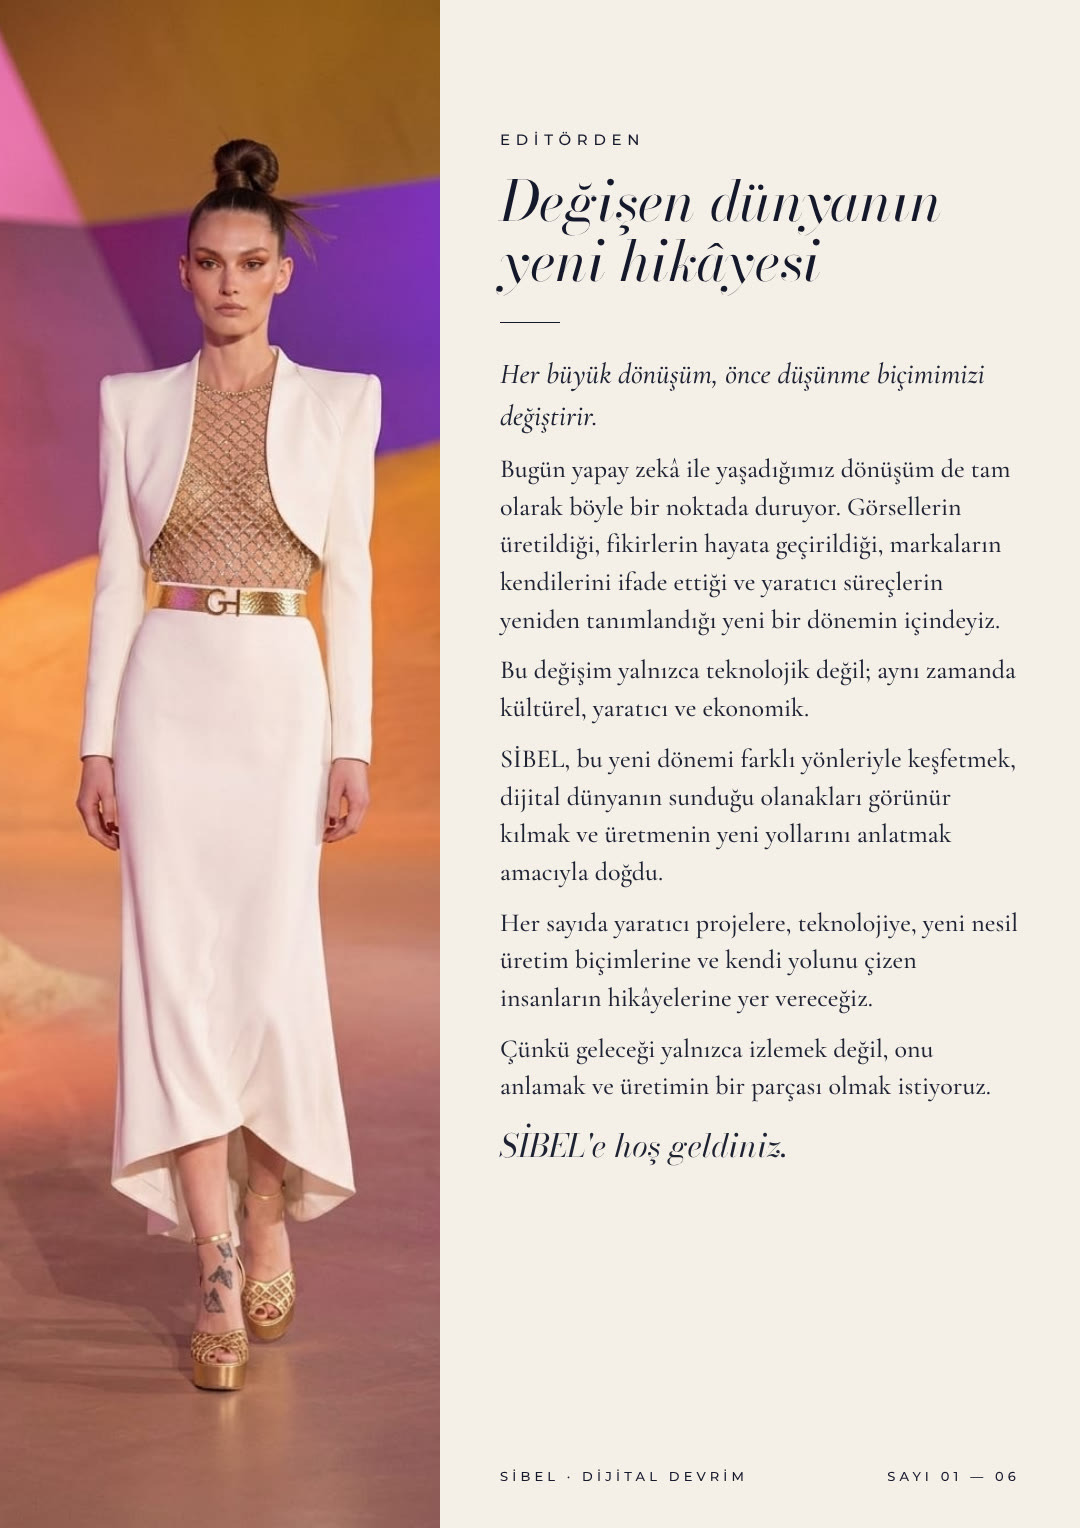 EDİTÖRDEN
Değişen dünyanın
yeni hikâyesi
Her büyük dönüşüm, önce düşünme biçimimizi
değiştirir.
Bugün yapay zekâ ile yaşadığımız dönüşüm de tam
olarak böyle bir noktada duruyor. Görsellerin
üretildiği, fikirlerin hayata geçirildiği, markaların
kendilerini ifade ettiği ve yaratıcı süreçlerin
yeniden tanımlandığı yeni bir dönemin içindeyiz.
Bu değişim yalnızca teknolojik değil; aynı zamanda
kültürel, yaratıcı ve ekonomik.
SİBEL, bu yeni dönemi farklı yönleriyle keşfetmek,
dijital dünyanın sunduğu olanakları görünür
kılmak ve üretmenin yeni yollarını anlatmak
amacıyla doğdu.
Her sayıda yaratıcı projelere, teknolojiye, yeni nesil
üretim biçimlerine ve kendi yolunu çizen
insanların hikâyelerine yer vereceğiz.
Çünkü geleceği yalnızca izlemek değil, onu
anlamak ve üretimin bir parçası olmak istiyoruz.
SİBEL'e hoş geldiniz.
GH
SİBEL · DİJİTAL DEVRİM
SAYI 01 — 06